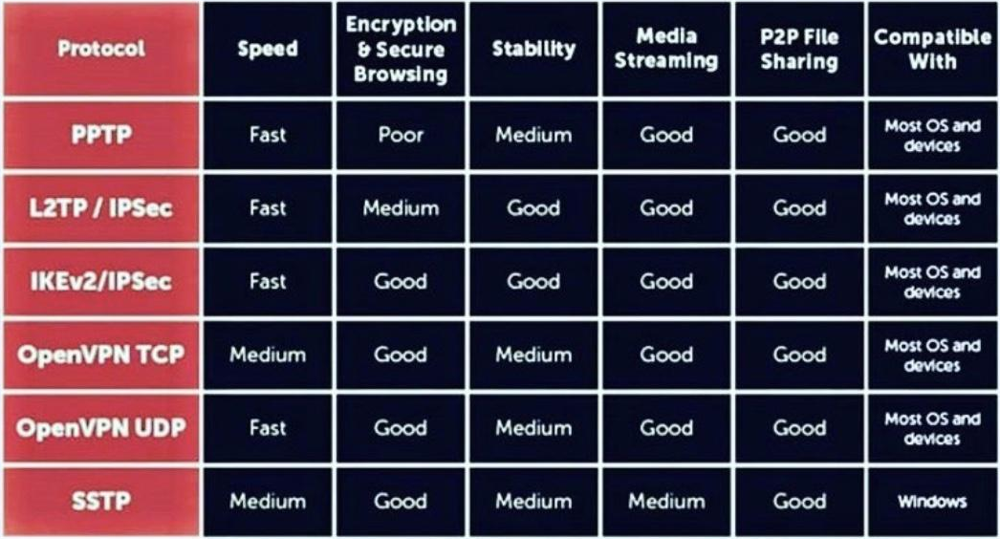 Protocol
Speed
Encryption
& Secure
Browsing
Stability
Media
Streaming
P2P File
Sharing
Compatible
With
PPTP
Fast
Poor
Medium
Good
Good
Most OS and
devices
L2TP / IPSec
Fast
Medium
Good
Good
Good
Most OS and
devices
IKEv2/IPSec
Fast
Good
Good
Good
Good
Most OS and
devices
OpenVPN TCP
Medium
Good
Medium
Good
Good
Most OS and
devices
OpenVPN UDP
Fast
Good
Medium
Good
Good
Most OS and
devices
SSTP
Medium
Good
Medium
Medium
Good
Windows